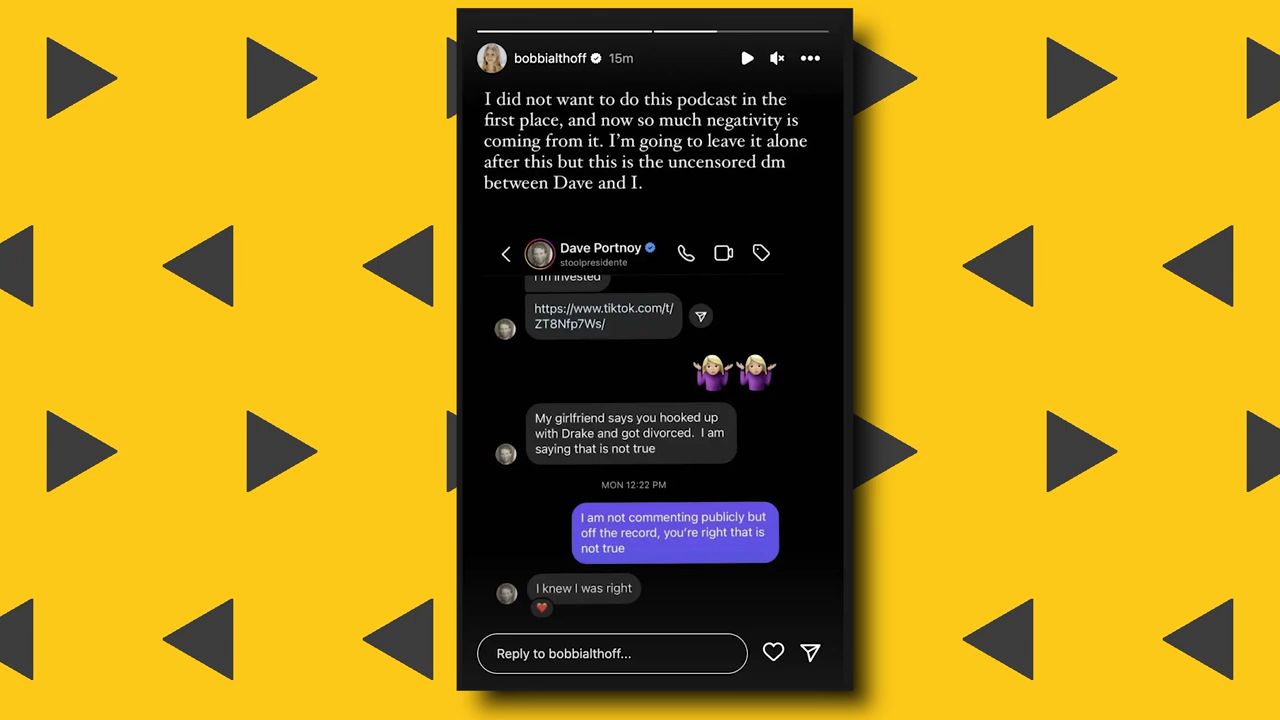 bobbialthoff 15m
I did not want to do this podcast in the
first place, and now so much negativity is
coming from it. I’m going to leave it alone
after this but this is the uncensored dm
between Dave and I.
Dave Portnoy
stoolpresidente
I'm invested
https://www.tiktok.com/t/
ZT8Nfp7Ws/
My girlfriend says you hooked up
with Drake and got divorced. I am
saying that is not true
MON 12:22 PM
I am not commenting publicly but
off the record, you’re right that is
not true
I knew I was right
Reply to bobbialthoff...